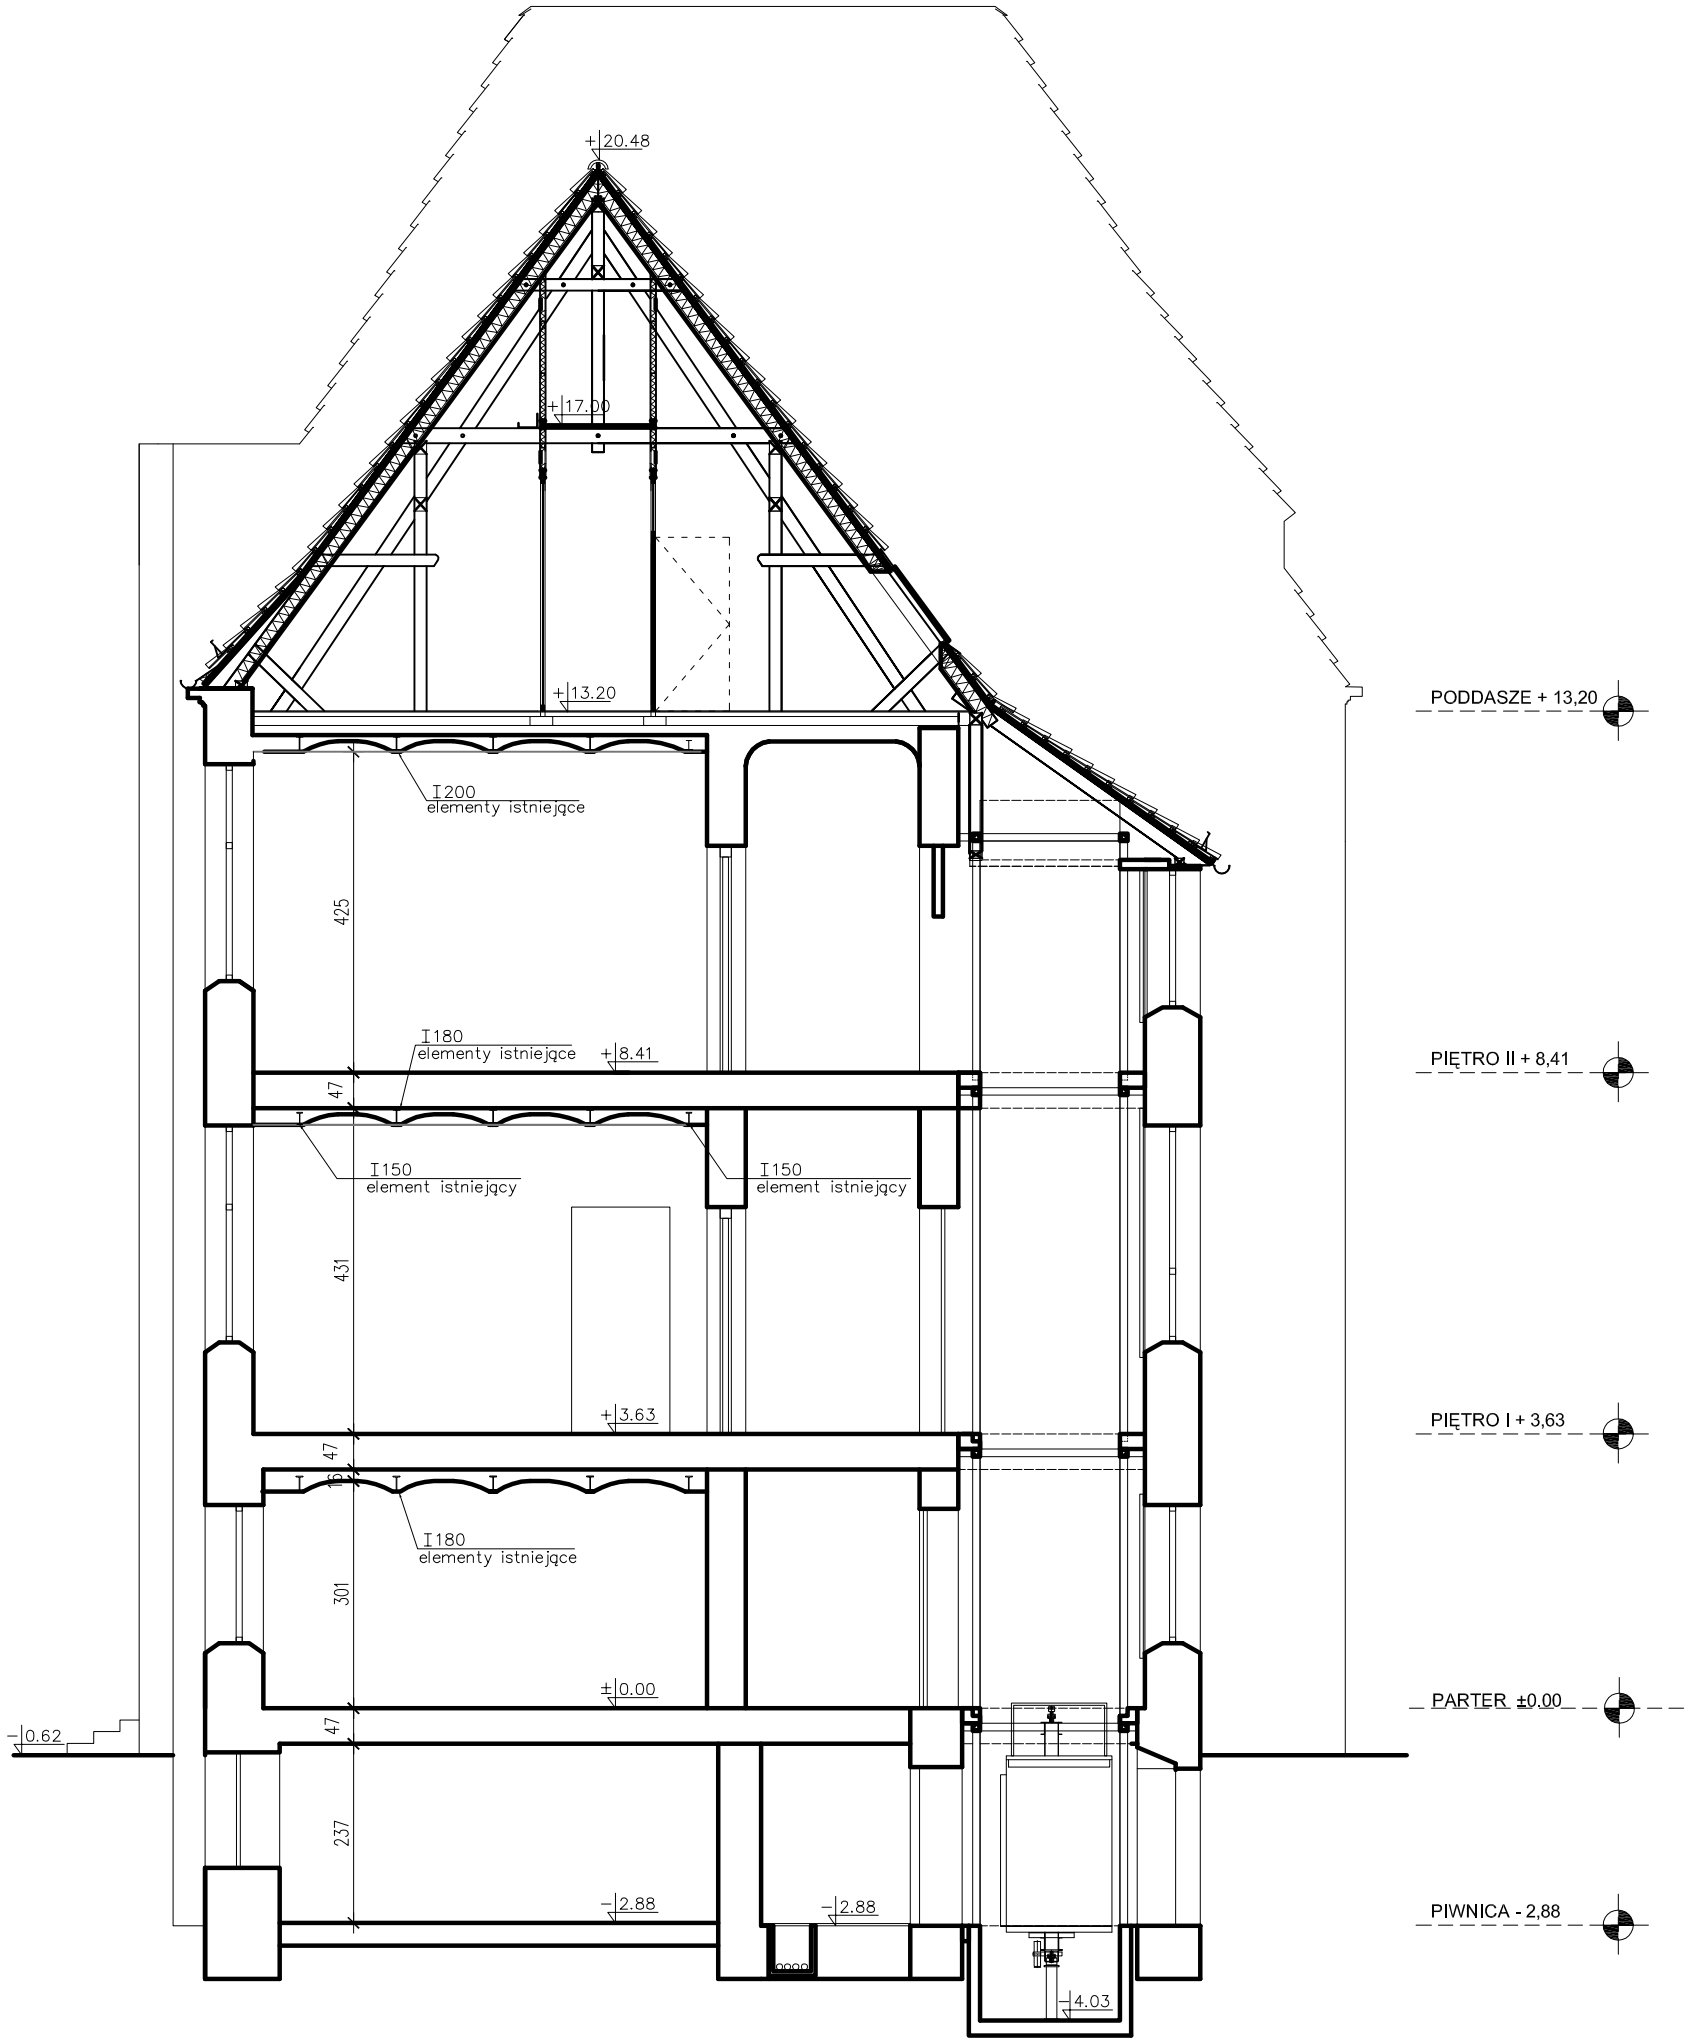 +20.48
+17.00
+13.20
PODDASZE + 13,20
I200
elementy istniejące
425
I180
elementy istniejące
+8.41
PIĘTRO II + 8,41
47
I150
element istniejący
I150
element istniejący
431
+3.63
PIĘTRO I + 3,63
47
16
I180
elementy istniejące
301
±0.00
PARTER ±0.00
-0.62
47
237
-2.88
-2.88
PIWNICA - 2,88
-4.03